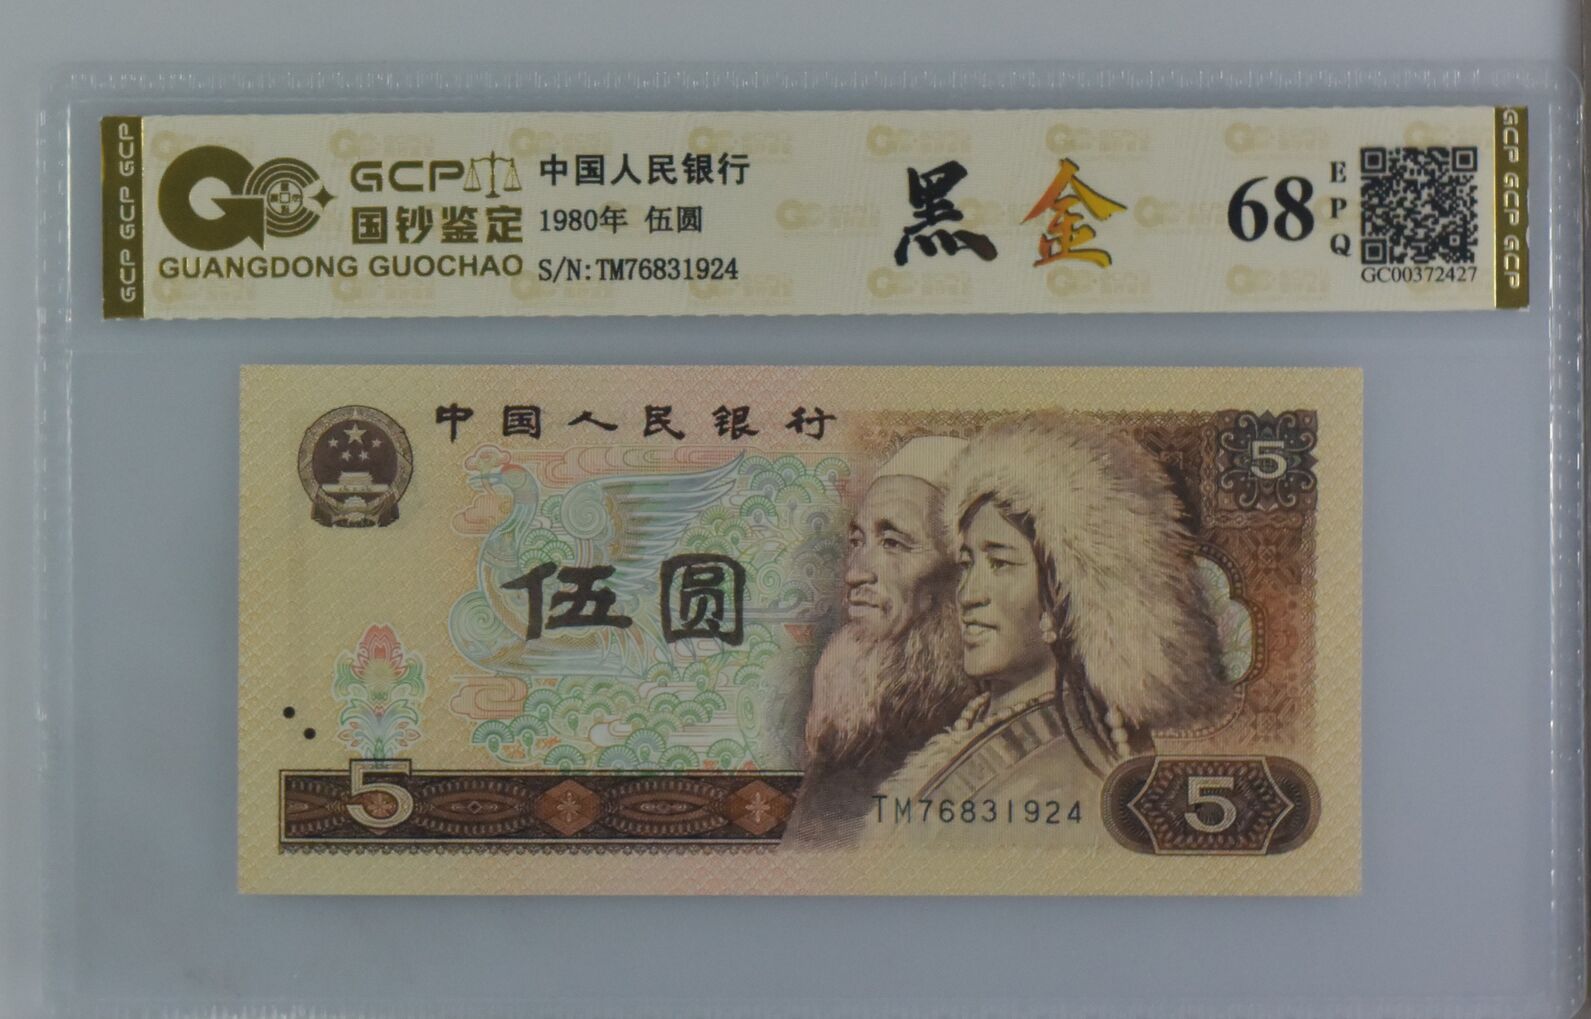 GCP GCP GCP
GCP
国钞鉴定
GUANGDONG GUOCHAO
中国人民银行
1980年 伍圆
S/N:TM76831924
黑金
68
EPQ
GC00372427
GCP GCP GCP
中国人民银行
5
伍圆
5
TM76831924
5